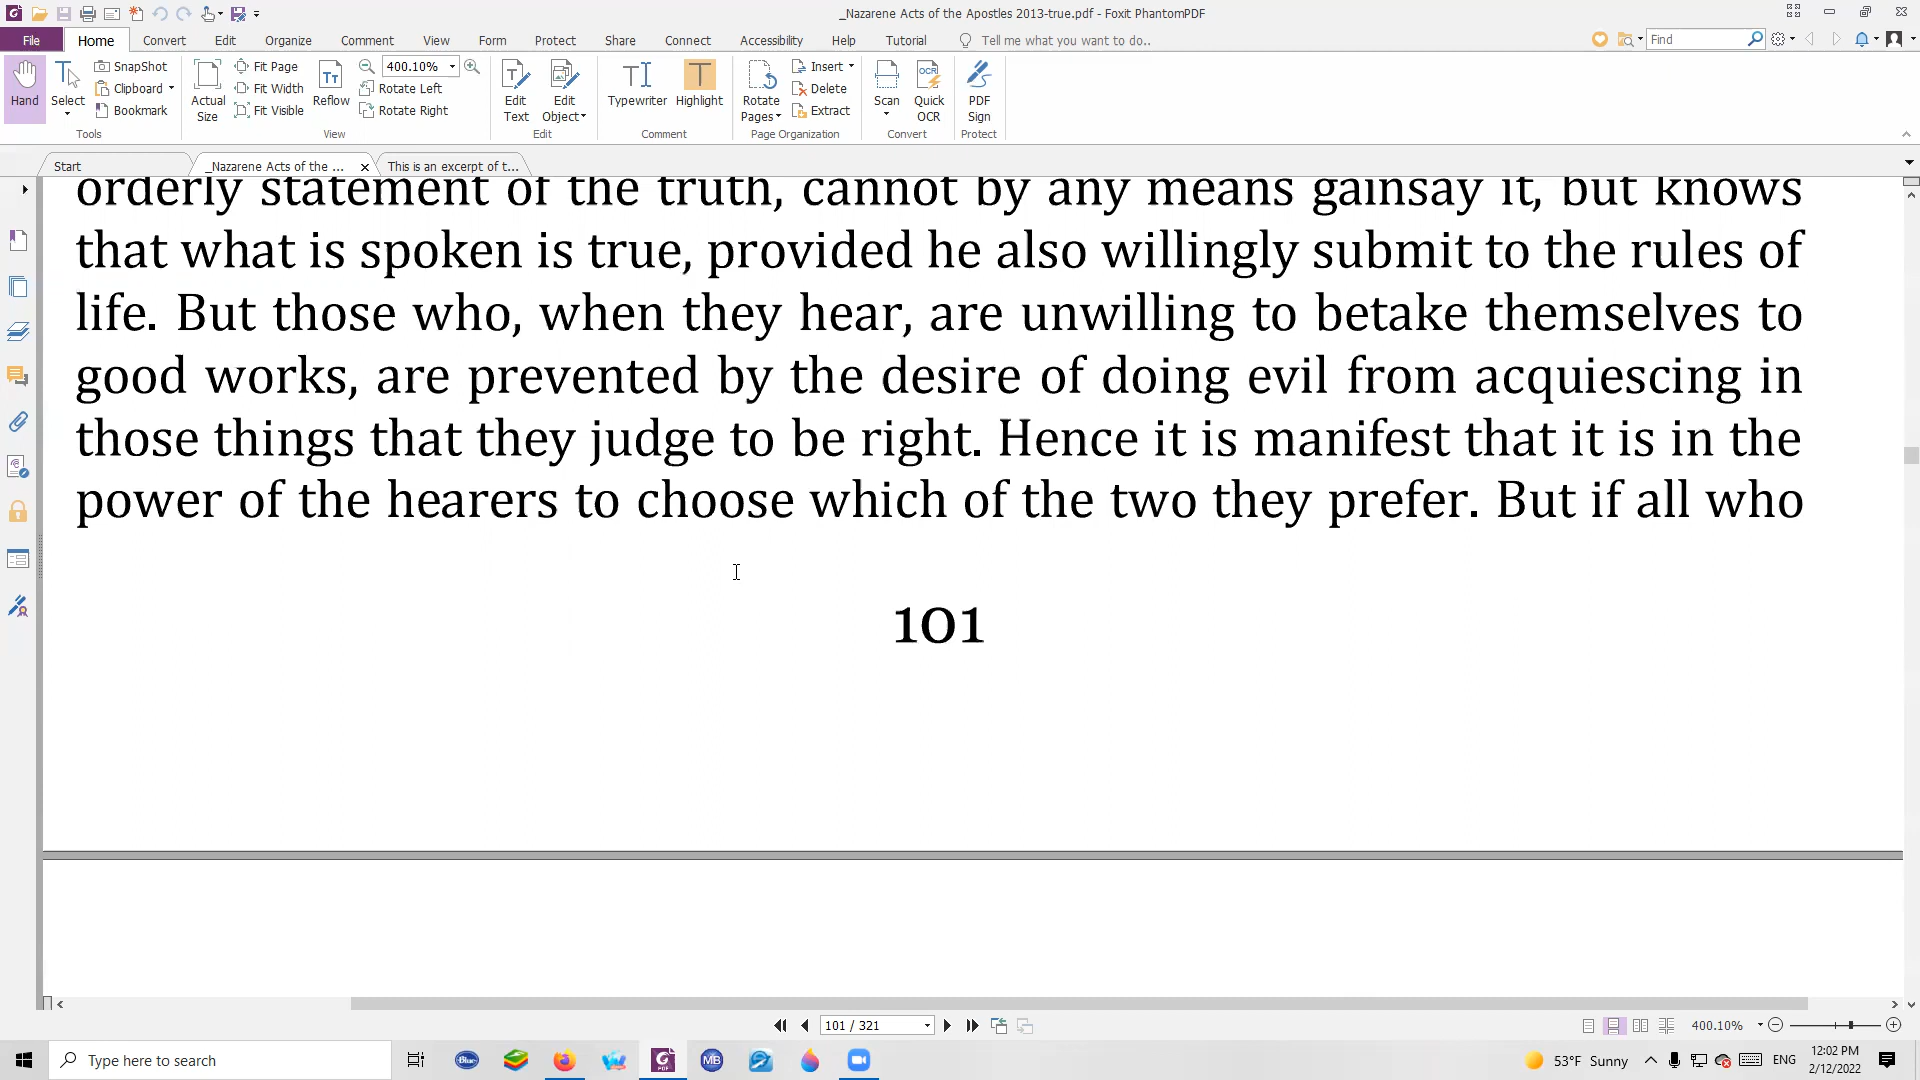 _Nazarene Acts of the Apostles 2013-true.pdf - Foxit PhantomPDF
File Home Convert Edit Organize Comment View Form Protect Share Connect Accessibility Help Tutorial Tell me what you want to do.. Find
Hand
Select
SnapShot
Clipboard
Bookmark
Tools
Actual Size
Fit Page
Fit Width
Fit Visible
Reflow
400.10%
Rotate Left
Rotate Right
View
Edit Text
Edit Object
Edit
Typewriter
Highlight
Comment
Rotate Pages
Insert
Delete
Extract
Page Organization
Scan
Quick OCR
Convert
PDF Sign
Protect
Start
_Nazarene Acts of the ...
This is an excerpt of t...
orderly statement of the truth, cannot by any means gainsay it, but knows
that what is spoken is true, provided he also willingly submit to the rules of
life. But those who, when they hear, are unwilling to betake themselves to
good works, are prevented by the desire of doing evil from acquiescing in
those things that they judge to be right. Hence it is manifest that it is in the
power of the hearers to choose which of the two they prefer. But if all who
101
101 / 321
400.10%
Type here to search
Blue
MB
53°F Sunny
ENG
12:02 PM
2/12/2022